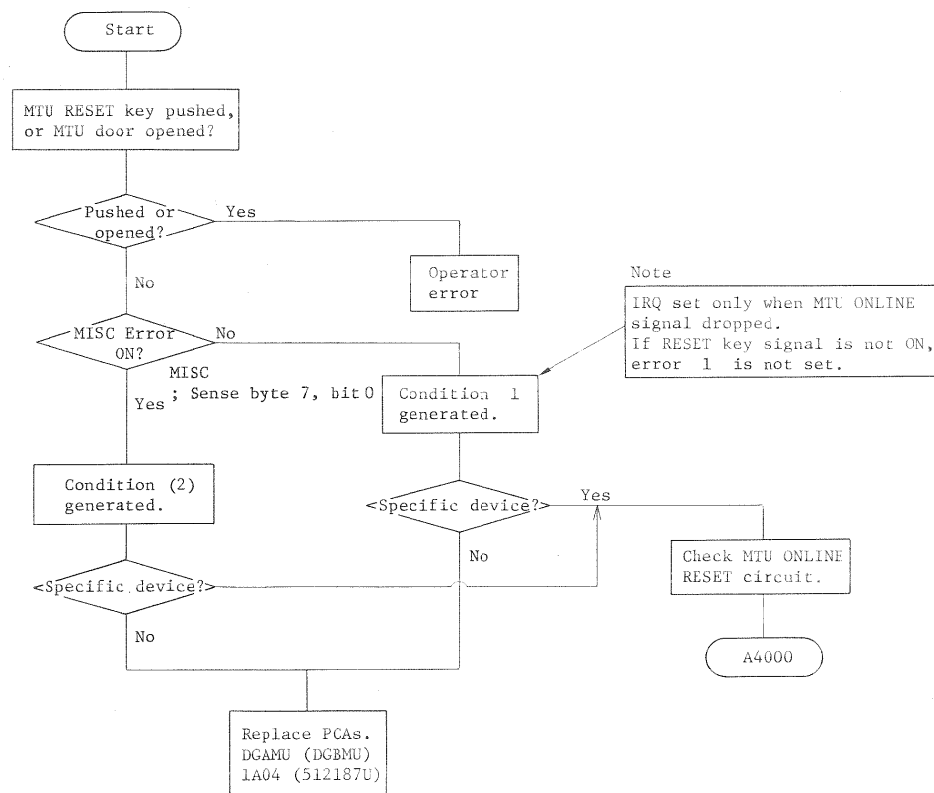 Start
MTU RESET key pushed,
or MTU door opened?
Pushed or
opened?
Yes
No
Operator
error
Note
IRQ set only when MTU ONLINE
signal dropped.
If RESET key signal is not ON,
error 1 is not set.
MISC Error
ON?
No
MISC
; Sense byte 7, bit 0
Yes
Condition 1
generated.
Condition (2)
generated.
<Specific device?>
Yes
No
Check MTU ONLINE
RESET circuit.
<Specific device?>
No
A4000
Replace PCAs.
DGAMU (DGBMU)
1A04 (512187U)